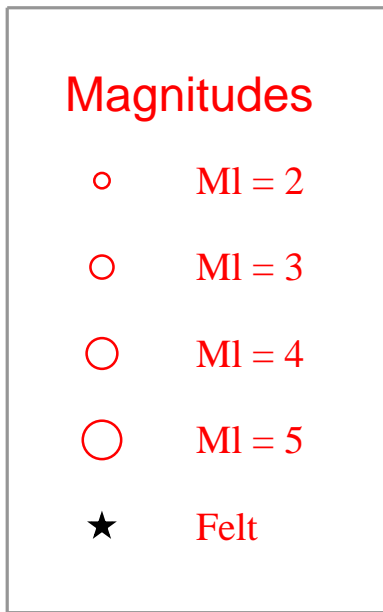 Magnitudes
Ml = 2
Ml = 3
Ml = 4
Ml = 5
Felt